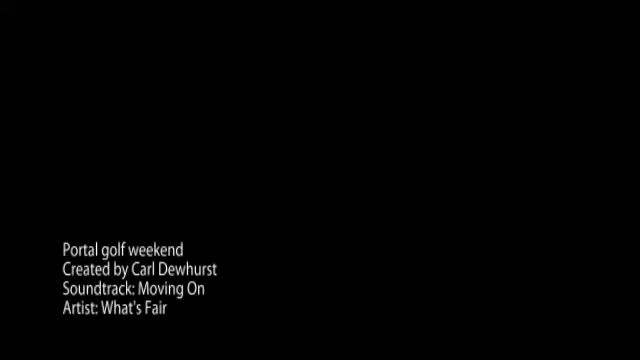 Portal golf weekend
Created by Carl Dewhurst
Soundtrack: Moving On
Artist: What's Fair